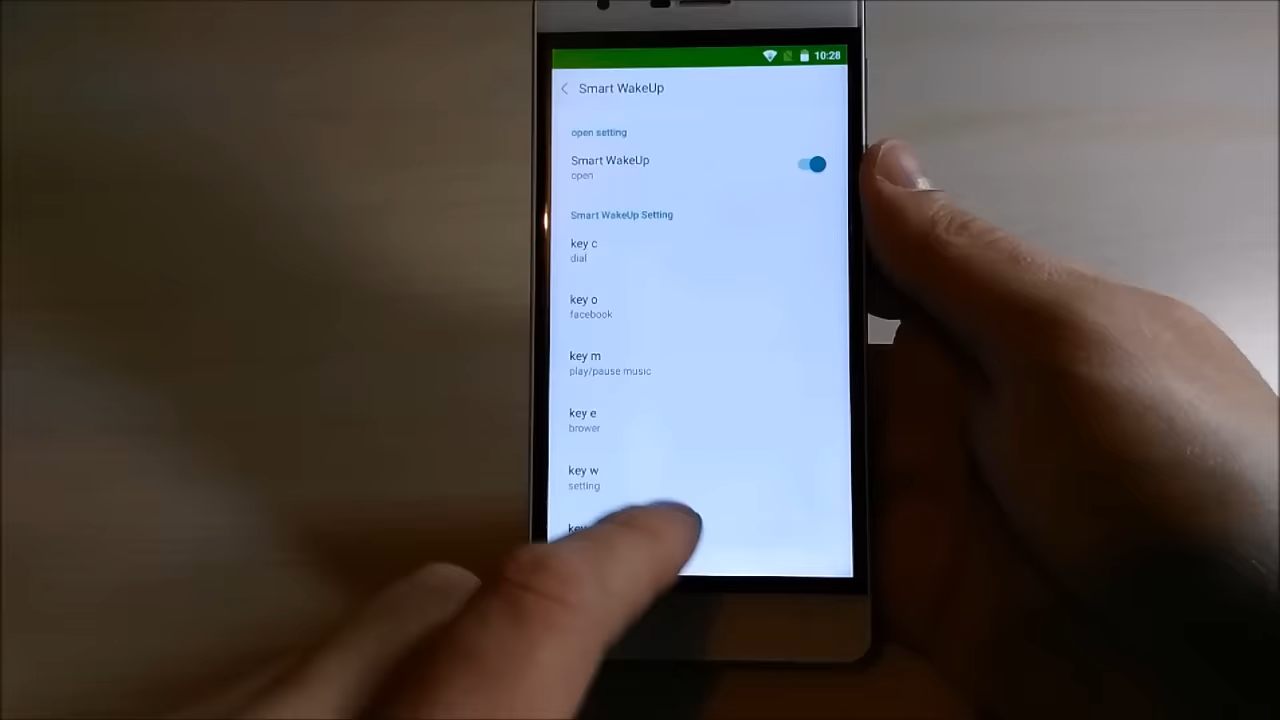 10:28
Smart WakeUp
open setting
Smart WakeUp
open
Smart WakeUp Setting
key c
dial
key o
facebook
key m
play/pause music
key e
brower
key w
setting